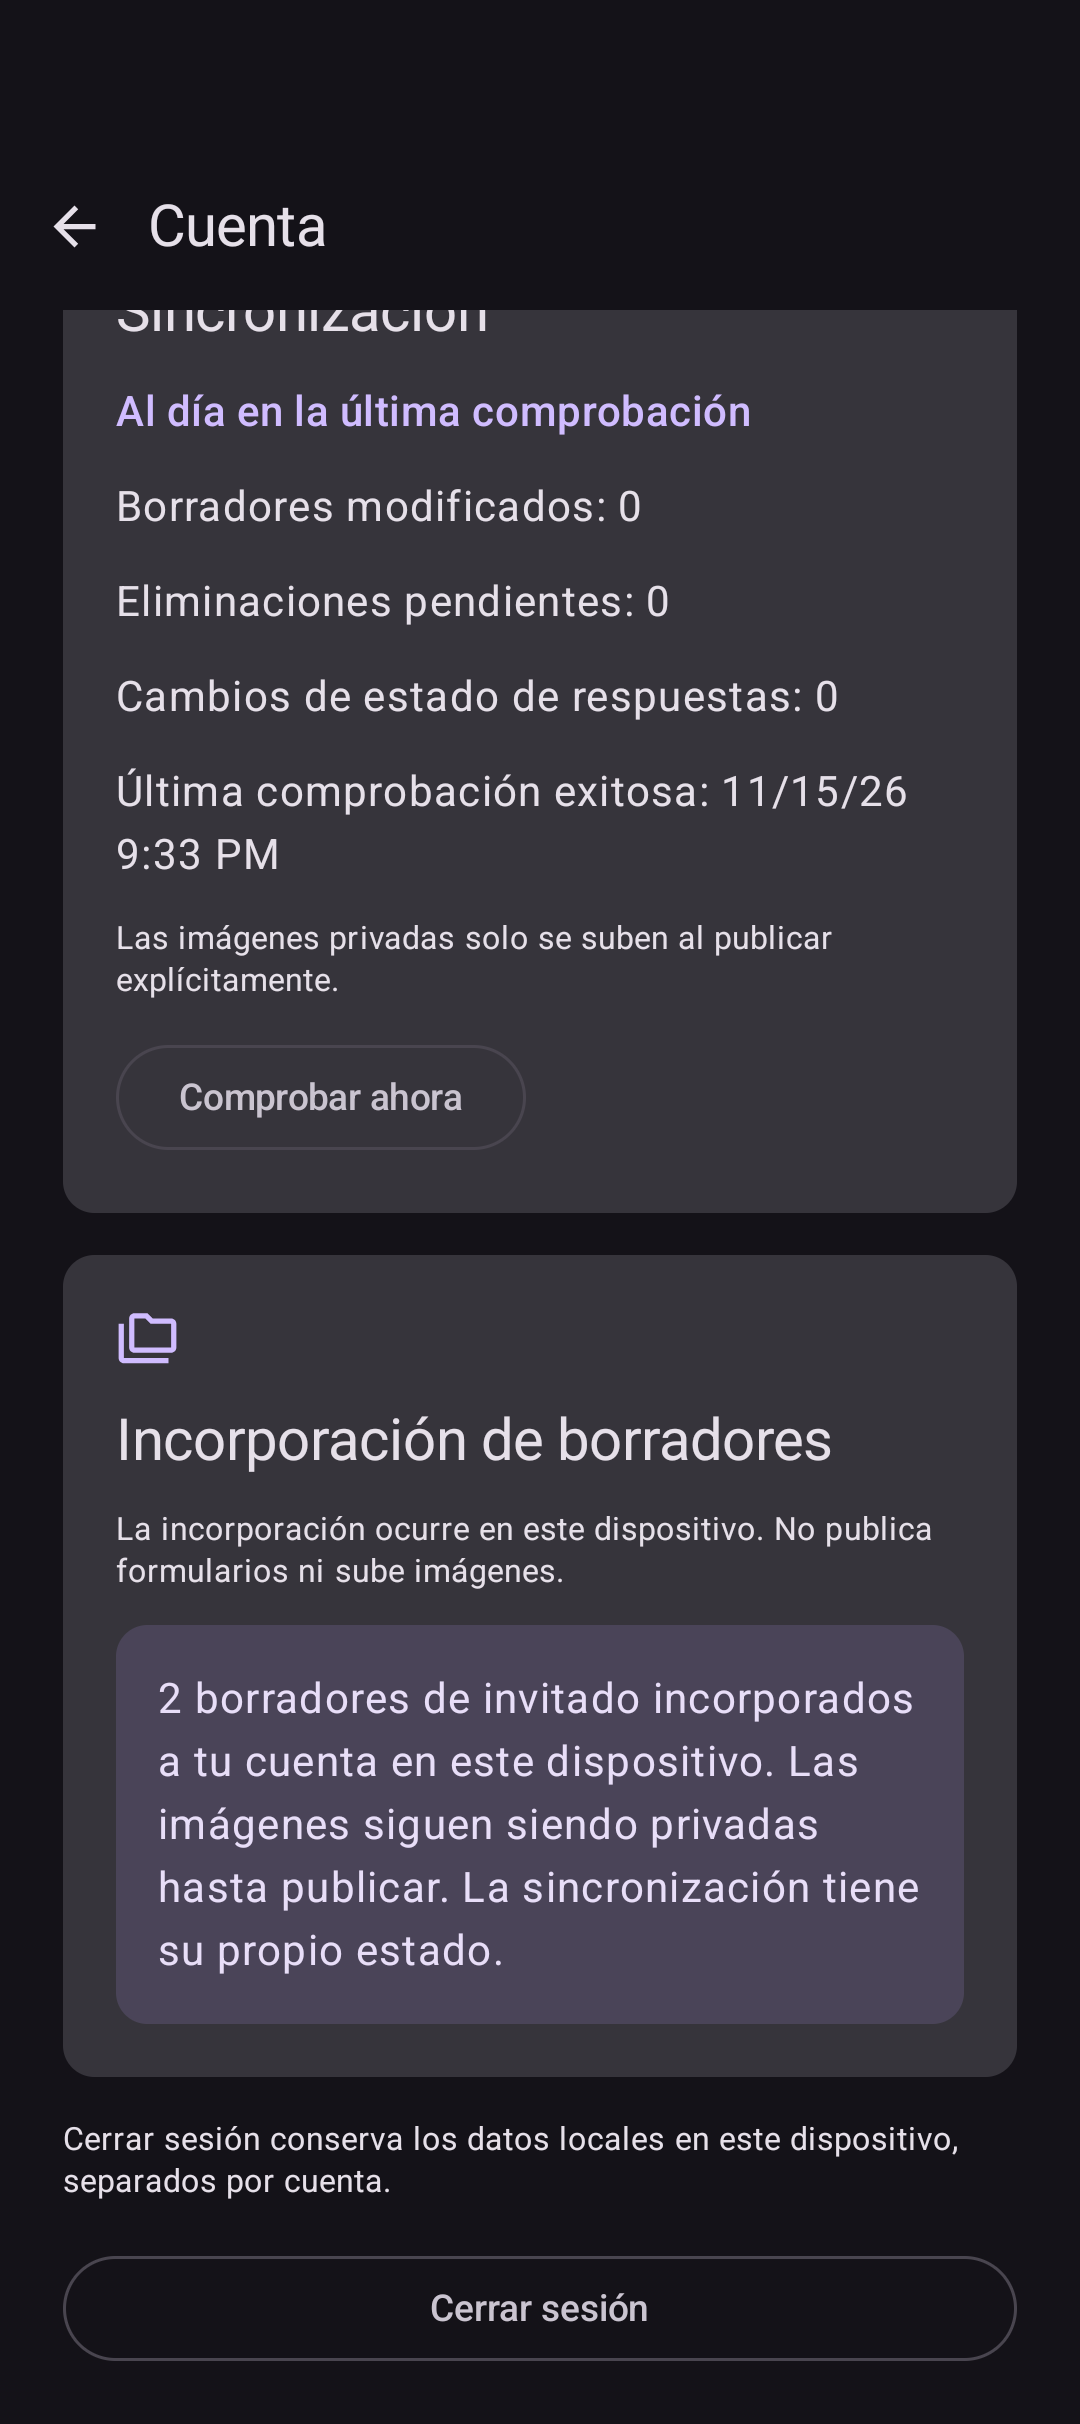 Cuenta
Sincronización
Al día en la última comprobación
Borradores modificados: 0
Eliminaciones pendientes: 0
Cambios de estado de respuestas: 0
Última comprobación exitosa: 11/15/26
9:33 PM
Las imágenes privadas solo se suben al publicar
explícitamente.
Comprobar ahora
Incorporación de borradores
La incorporación ocurre en este dispositivo. No publica
formularios ni sube imágenes.
2 borradores de invitado incorporados
a tu cuenta en este dispositivo. Las
imágenes siguen siendo privadas
hasta publicar. La sincronización tiene
su propio estado.
Cerrar sesión conserva los datos locales en este dispositivo,
separados por cuenta.
Cerrar sesión